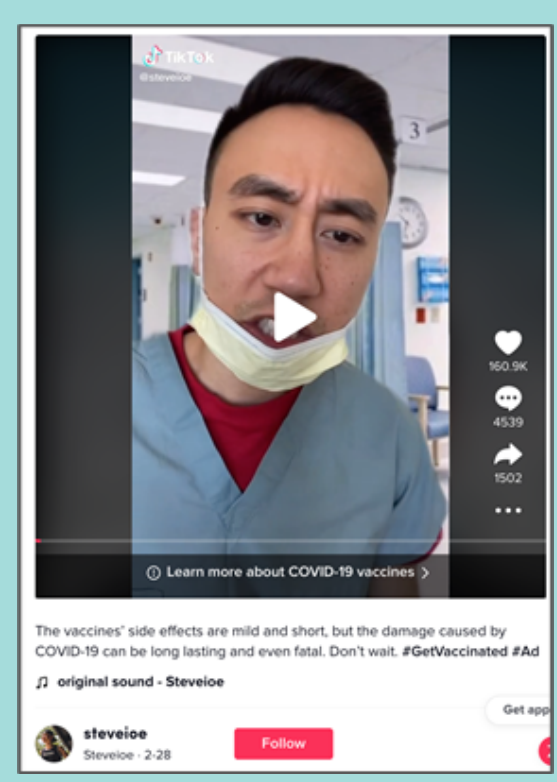 TikTok
@steveioe
3
160.9K
4539
1502
Learn more about COVID-19 vaccines
The vaccines' side effects are mild and short, but the damage caused by
COVID-19 can be long lasting and even fatal. Don't wait. #GetVaccinated #Ad
original sound - Steveioe
Get app
steveioe
Steveioe · 2-28
Follow